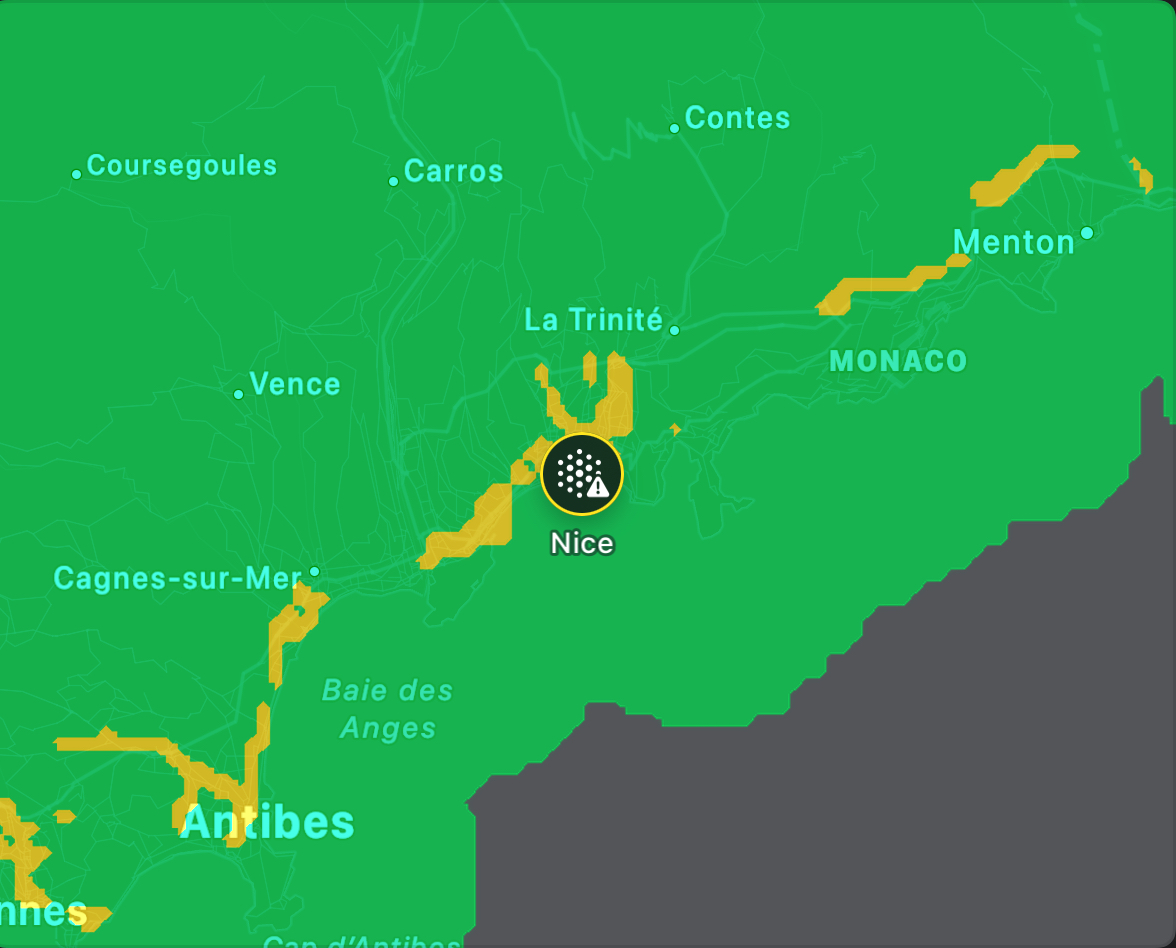 Contes
Coursegoules
Carros
Menton
La Trinité
MONACO
Vence
Nice
Cagnes-sur-Mer
Baie des
Anges
Antibes
nnes
Cap d'Antibes